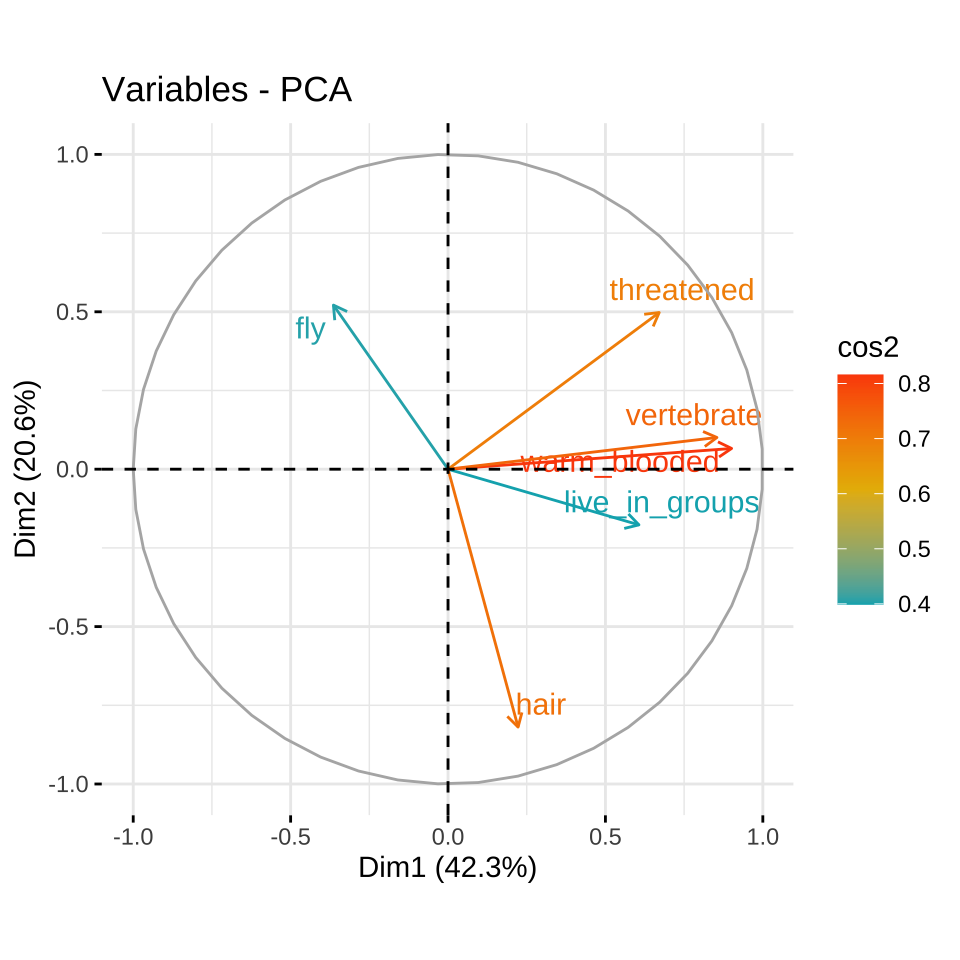 Variables - PCA
1.0
0.5
0.0
-0.5
-1.0
Dim2 (20.6%)
threatened
fly
vertebrate
warm_blooded
live_in_groups
hair
-1.0
-0.5
0.0
0.5
1.0
Dim1 (42.3%)
cos2
0.8
0.7
0.6
0.5
0.4